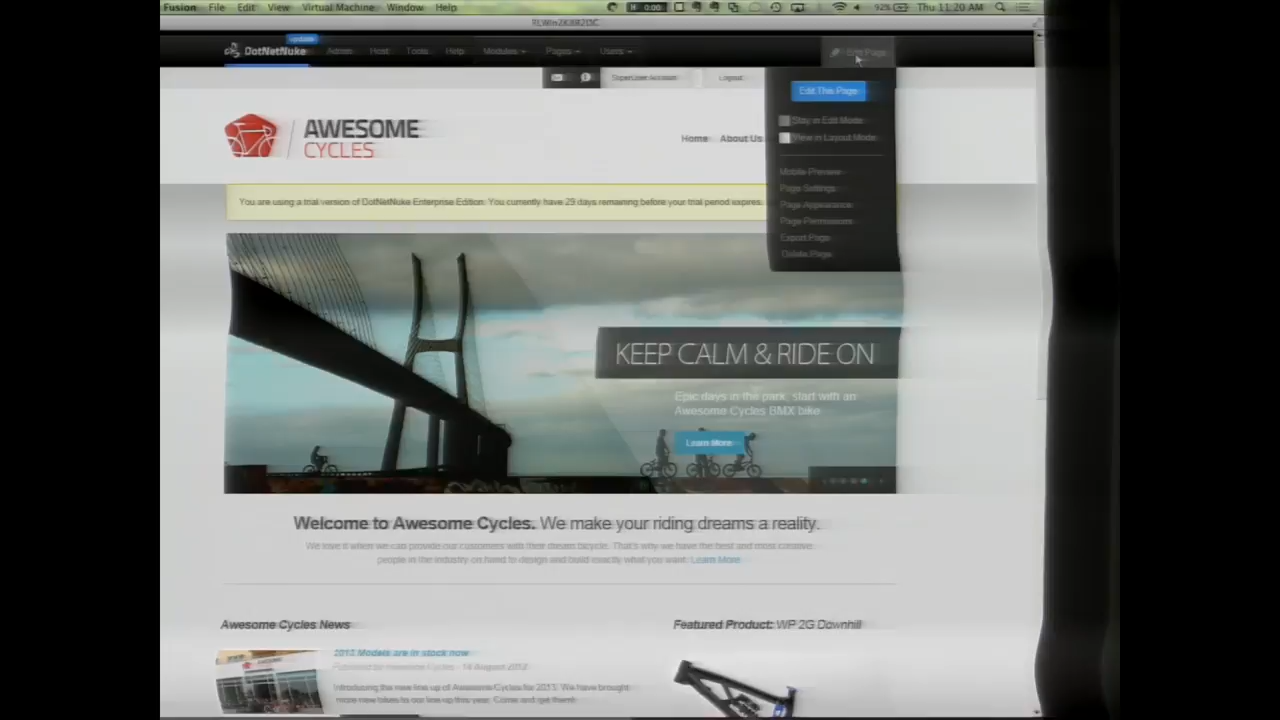 Fusion File Edit View Virtual Machine Window Help 0:00 92% Thu 11:20 AM
update
DotNetNuke Admin Host Tools Help Modules Pages Users Edit Page
SuperUser Account Logout
Edit This Page
Stay in Edit Mode
View in Layout Mode
AWESOME
CYCLES
Home About Us
Mobile Preview
Page Settings
Page Appearance
Page Permissions
Export Page
Delete Page
You are using a trial version of DotNetNuke Enterprise Edition. You currently have 29 days remaining before your trial period expires.
KEEP CALM & RIDE ON
Epic days in the park, start with an
Awesome Cycles BMX bike
Learn More
Welcome to Awesome Cycles. We make your riding dreams a reality.
We love it when we can provide our customers with their dream bicycle. That's why we have the best and most creative
people in the industry on hand to design and build exactly what you want. Learn More
Awesome Cycles News
Featured Product: WP 2G Downhill
2013 Models are in stock now
Published by Awesome Cycles - 14 August 2012
Introducing the new line up of Awesome Cycles for 2013. We have brought
more new bikes to our line up this year. Come and get them!
AWESOME